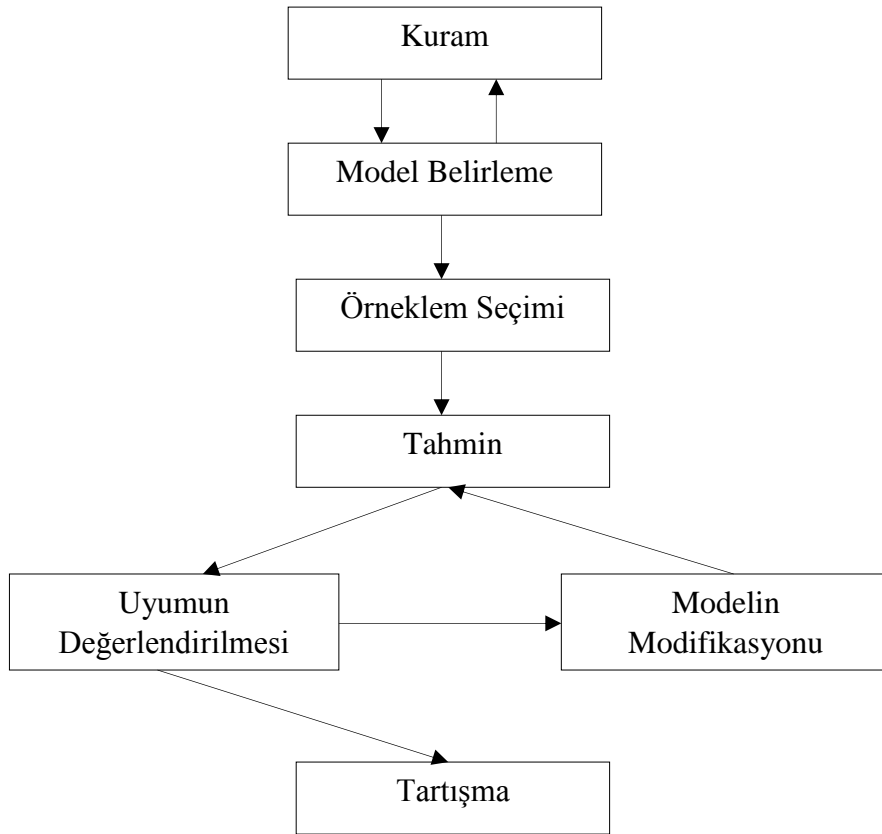 Kuram
Model Belirleme
Örneklem Seçimi
Tahmin
Uyumun
Değerlendirilmesi
Modelin
Modifikasyonu
Tartışma